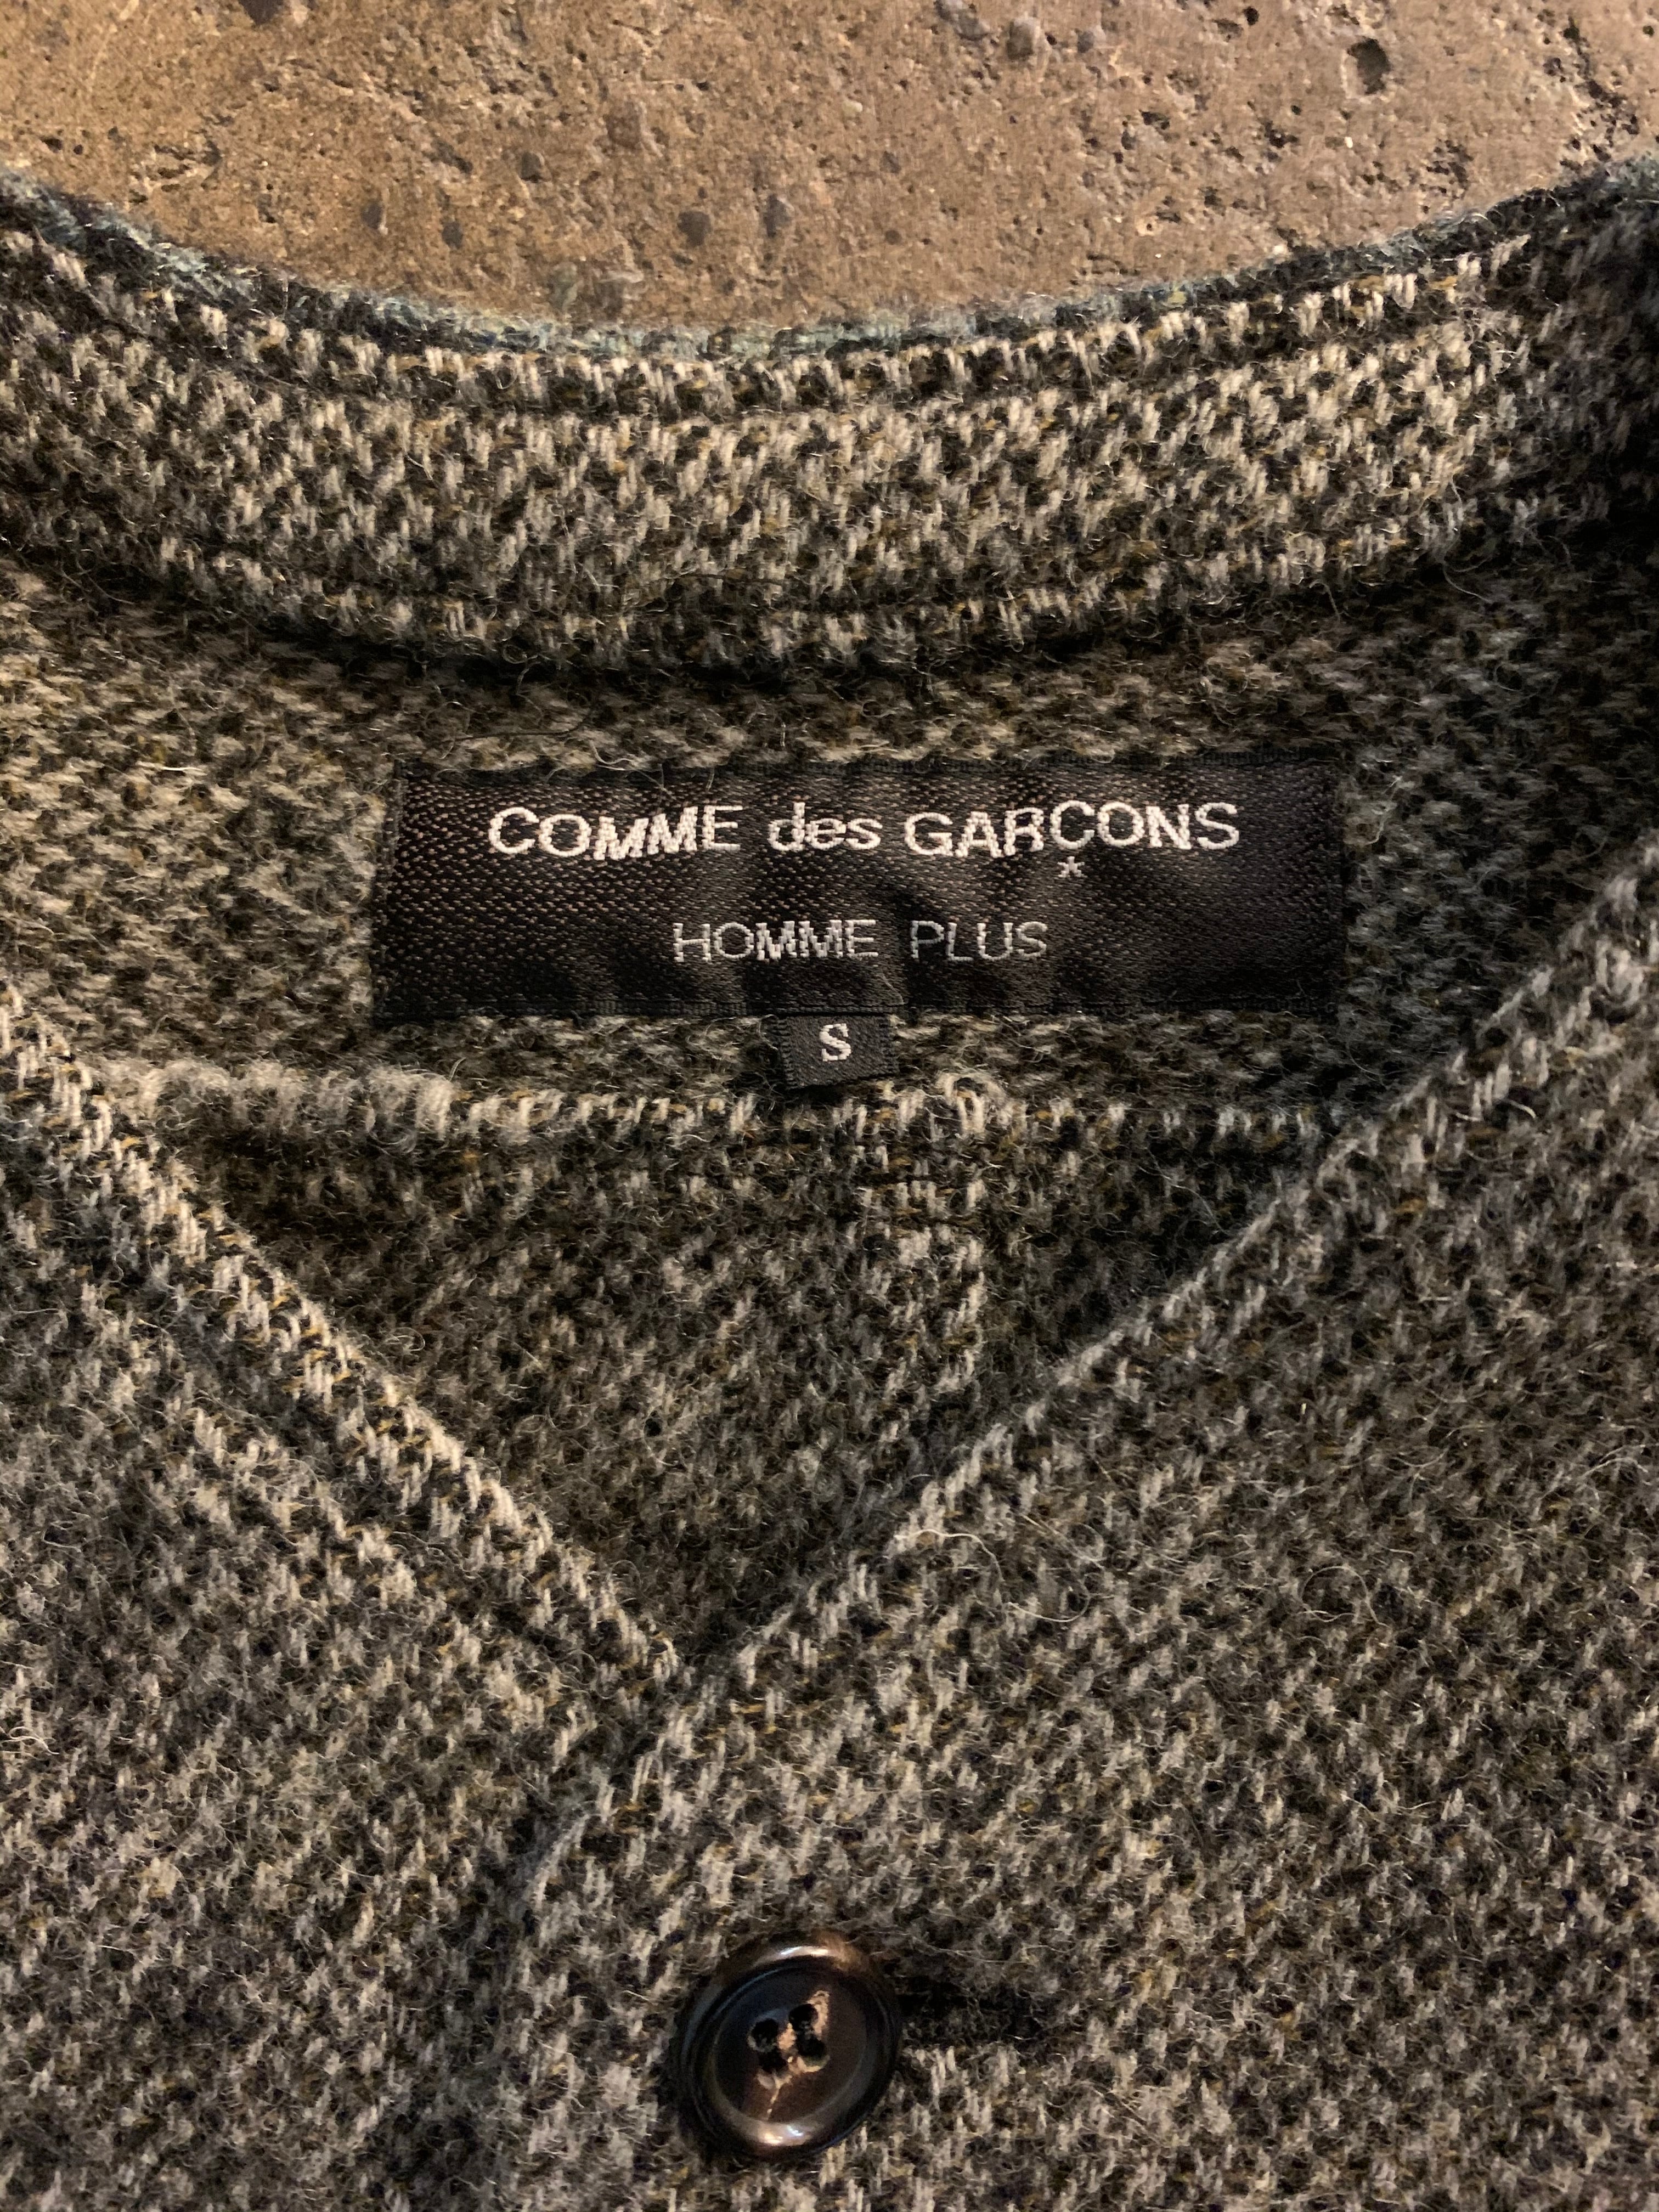 COMME des GARCONS
*
HOMME PLUS
S